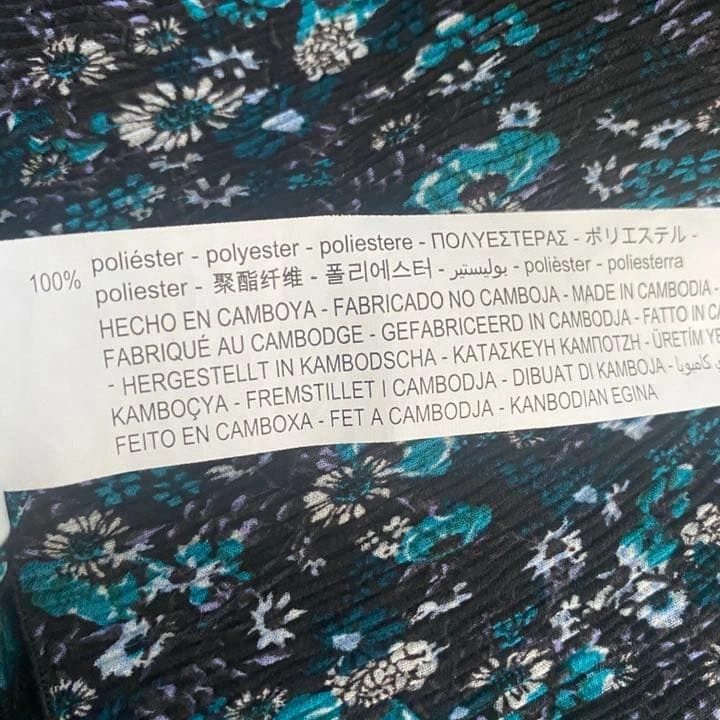 100% poliéster - polyester - poliestere - ΠΟΛΥΕΣΤΕΡΑΣ - ポリエステル -
poliester - 聚酯纤维 - 폴리에스터 - بوليستير - polièster - poliesterra
HECHO EN CAMBOYA - FABRICADO NO CAMBOJA - MADE IN CAMBODIA -
FABRIQUÉ AU CAMBODGE - GEFABRICEERD IN CAMBODJA - FATTO IN
- HERGESTELLT IN KAMBODSCHA - ΚΑΤΑΣΚΕΥΗ ΚΑΜΠΟΤΖΗ - ÜRETİM
KAMBOÇYA - FREMSTILLET I CAMBODJA - DIBUAT DI KAMBOJA - كامبوديا
FEITO EN CAMBOXA - FET A CAMBODJA - KANBODIAN EGINA